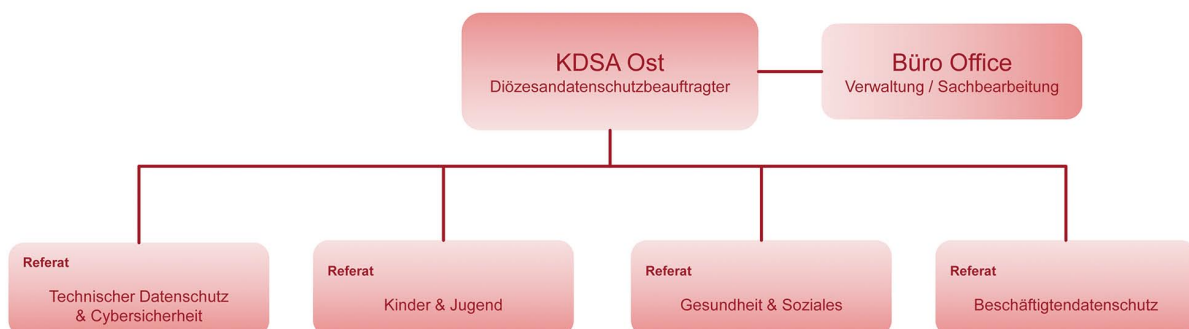 KDSA Ost
Diözesandatenschutzbeauftragter
Büro Office
Verwaltung / Sachbearbeitung
Referat
Technischer Datenschutz
& Cybersicherheit
Referat
Kinder & Jugend
Referat
Gesundheit & Soziales
Referat
Beschäftigtendatenschutz